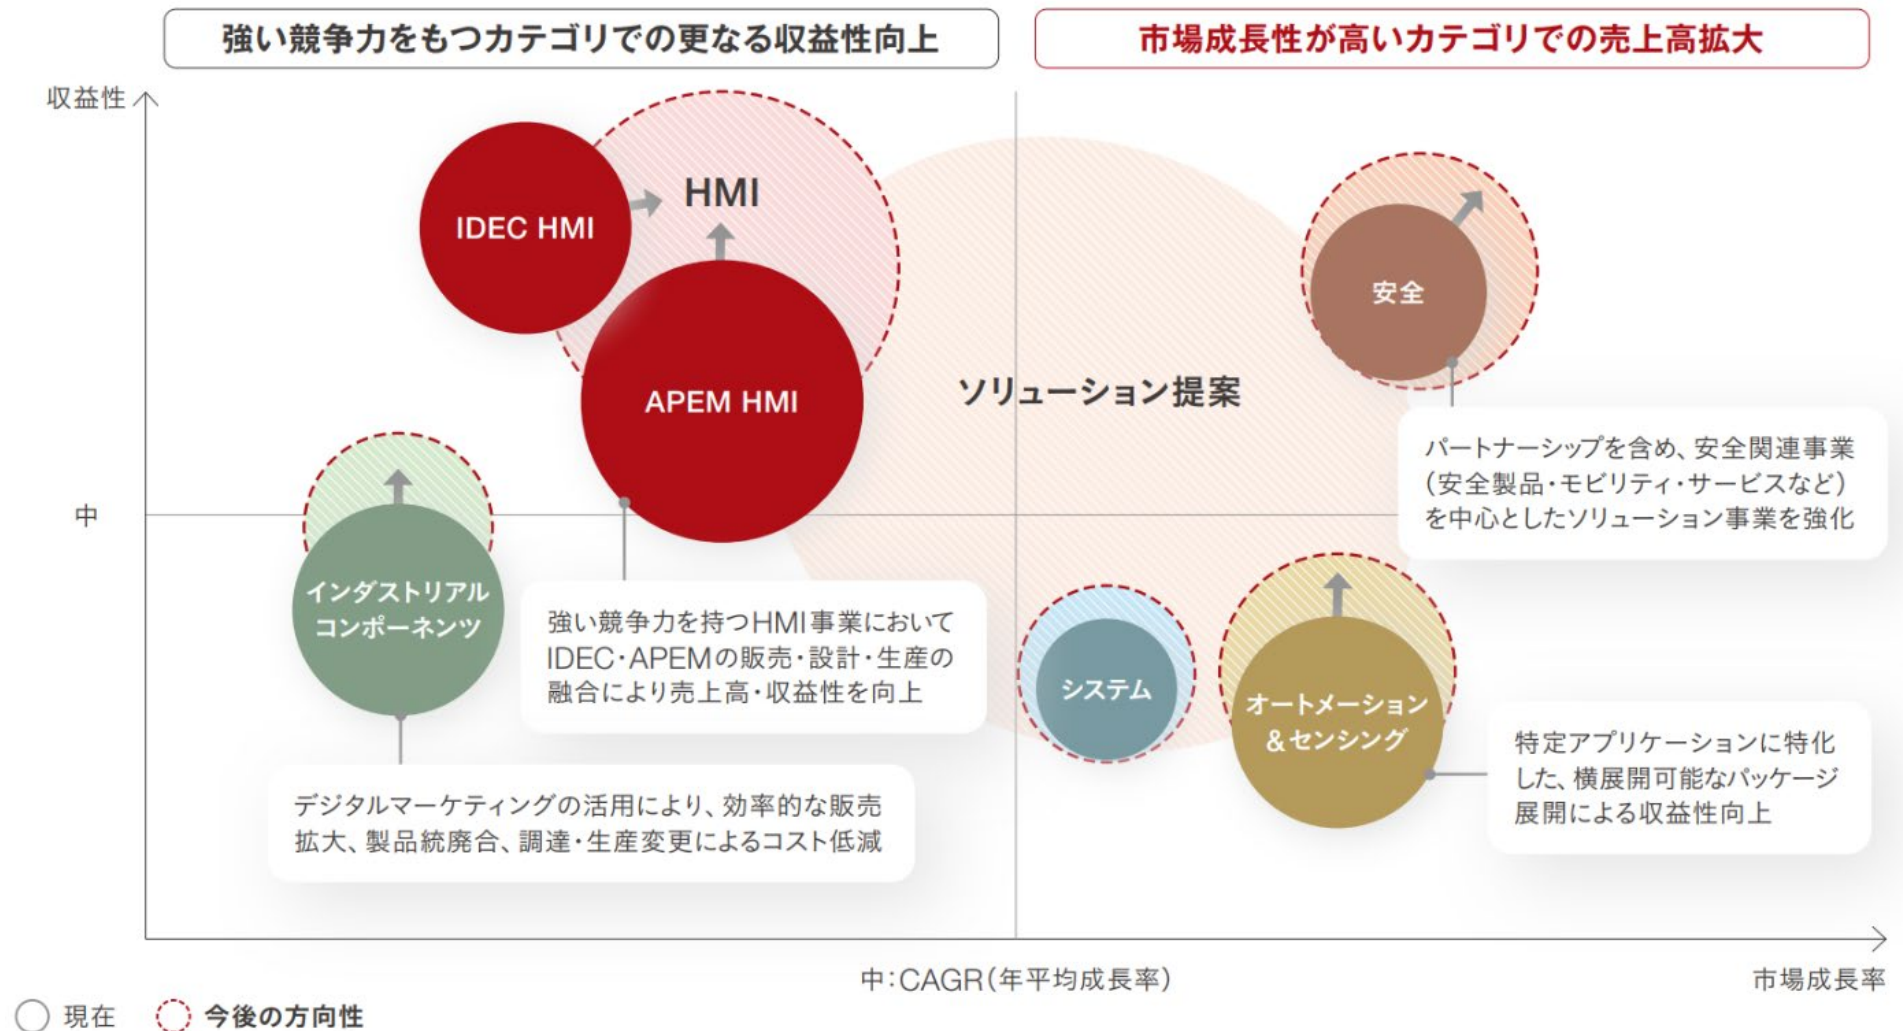 強い競争力をもつカテゴリでの更なる収益性向上
市場成長性が高いカテゴリでの売上高拡大
収益性
IDEC HMI
HMI
APEM HMI
安全
ソリューション提案
パートナーシップを含め、安全関連事業
（安全製品・モビリティ・サービスなど）
を中心としたソリューション事業を強化
中
インダストリアル
コンポーネンツ
強い競争力を持つHMI事業において
IDEC・APEMの販売・設計・生産の
融合により売上高・収益性を向上
システム
オートメーション
&センシング
特定アプリケーションに特化
した、横展開可能なパッケージ
展開による収益性向上
デジタルマーケティングの活用により、効率的な販売
拡大、製品統廃合、調達・生産変更によるコスト低減
中：CAGR（年平均成長率）
市場成長率
現在
今後の方向性